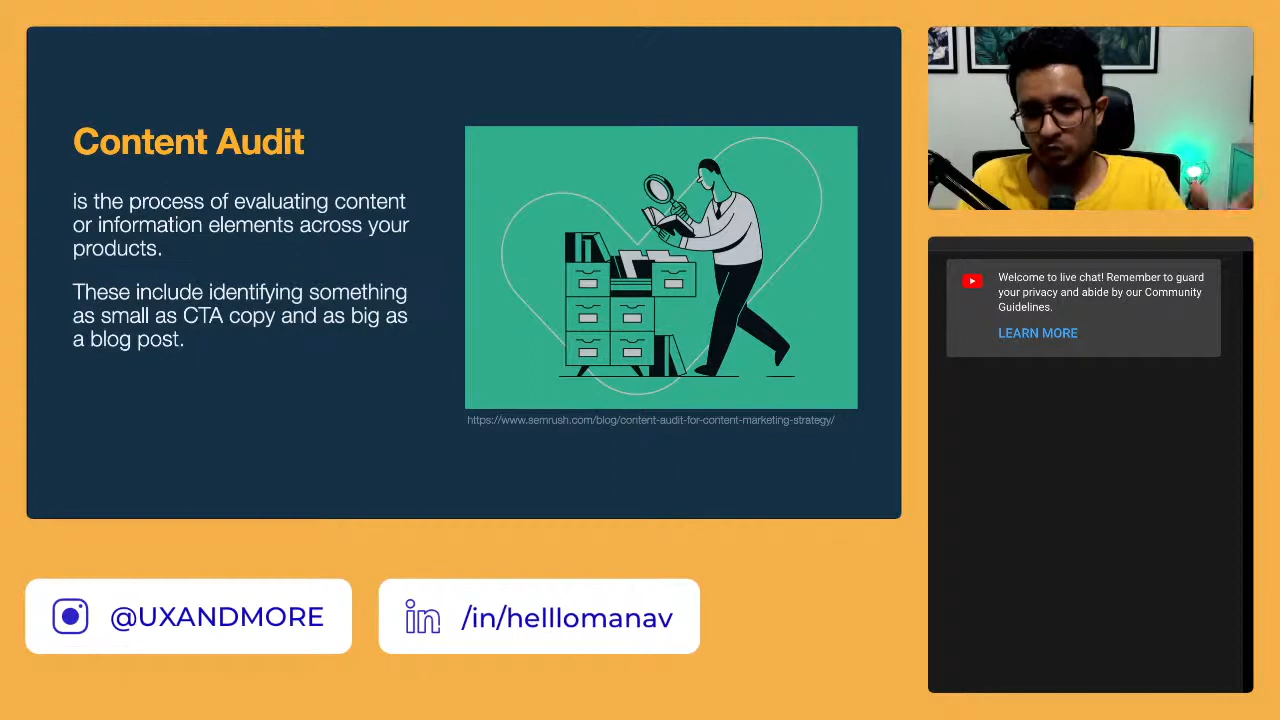 Content Audit
is the process of evaluating content
or information elements across your
products.
These include identifying something
as small as CTA copy and as big as
a blog post.
https://www.semrush.com/blog/content-audit-for-content-marketing-strategy/
Welcome to live chat! Remember to guard
your privacy and abide by our Community
Guidelines.
LEARN MORE
@UXANDMORE
in /in/helllomanav